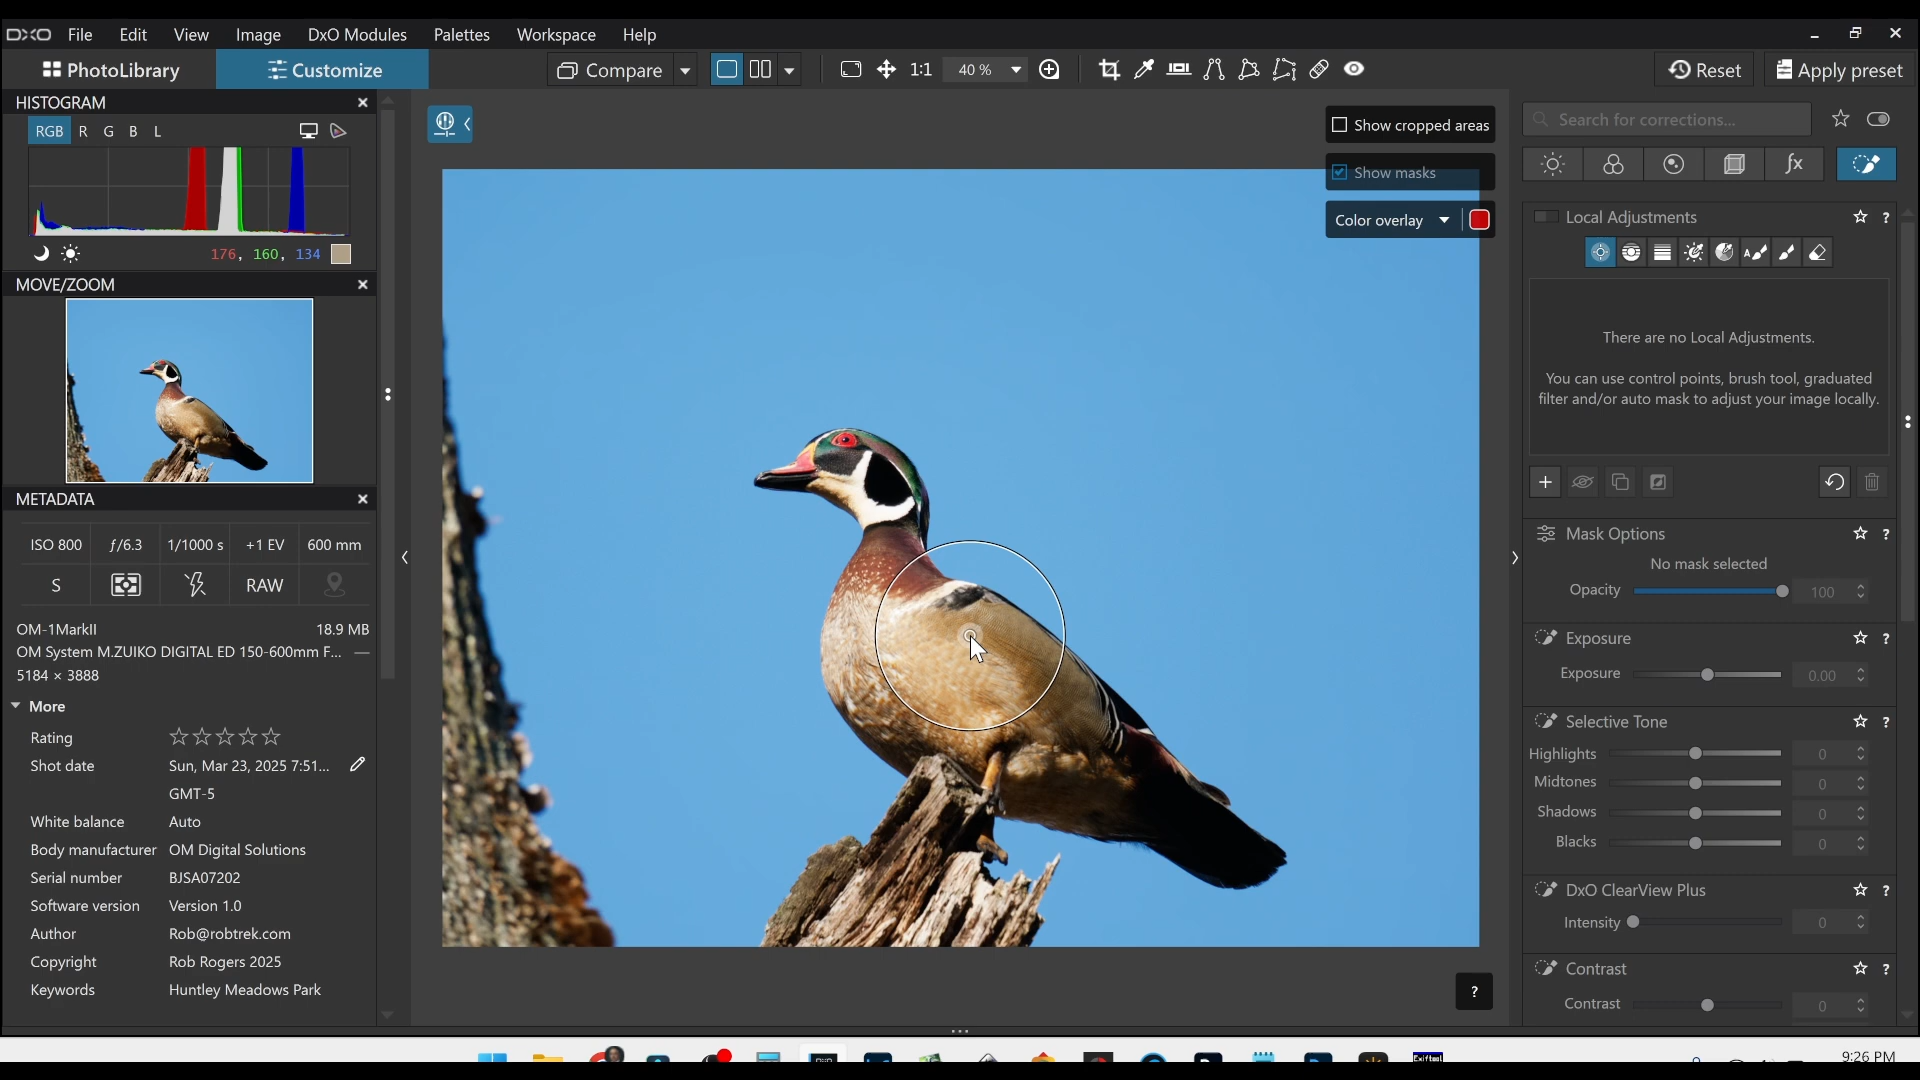 DXO File Edit View Image DxO Modules Palettes Workspace Help
PhotoLibrary Customize Compare 1:1 40 % Reset Apply preset
HISTOGRAM
RGB R G B L
176, 160, 134
MOVE/ZOOM
METADATA
ISO 800 ƒ/6.3 1/1000 s +1 EV 600 mm
S RAW
OM-1MarkII 18.9 MB
OM System M.ZUIKO DIGITAL ED 150-600mm F... —
5184 × 3888
More
Rating
Shot date Sun, Mar 23, 2025 7:51...
GMT-5
White balance Auto
Body manufacturer OM Digital Solutions
Serial number BJSA07202
Software version Version 1.0
Author Rob@robtrek.com
Copyright Rob Rogers 2025
Keywords Huntley Meadows Park
Show cropped areas
Show masks
Color overlay
?
Search for corrections...
fx
Local Adjustments ?
A
There are no Local Adjustments.
You can use control points, brush tool, graduated
filter and/or auto mask to adjust your image locally.
Mask Options ?
No mask selected
Opacity 100
Exposure ?
Exposure 0.00
Selective Tone ?
Highlights 0
Midtones 0
Shadows 0
Blacks 0
DxO ClearView Plus ?
Intensity 0
Contrast ?
Contrast 0
9:26 PM